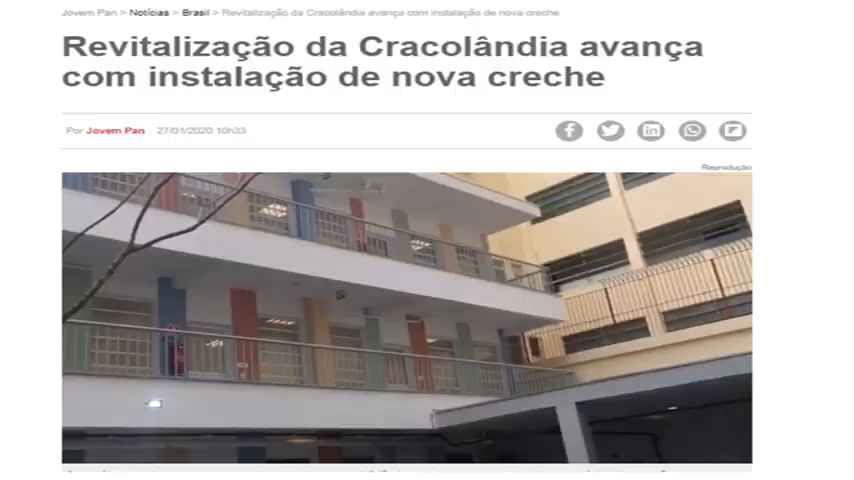 Jovem Pan > Notícias > Brasil > Revitalização da Cracolândia avança com instalação de nova creche
Revitalização da Cracolândia avança
com instalação de nova creche
Por Jovem Pan 27/01/2020 10h33
Reprodução